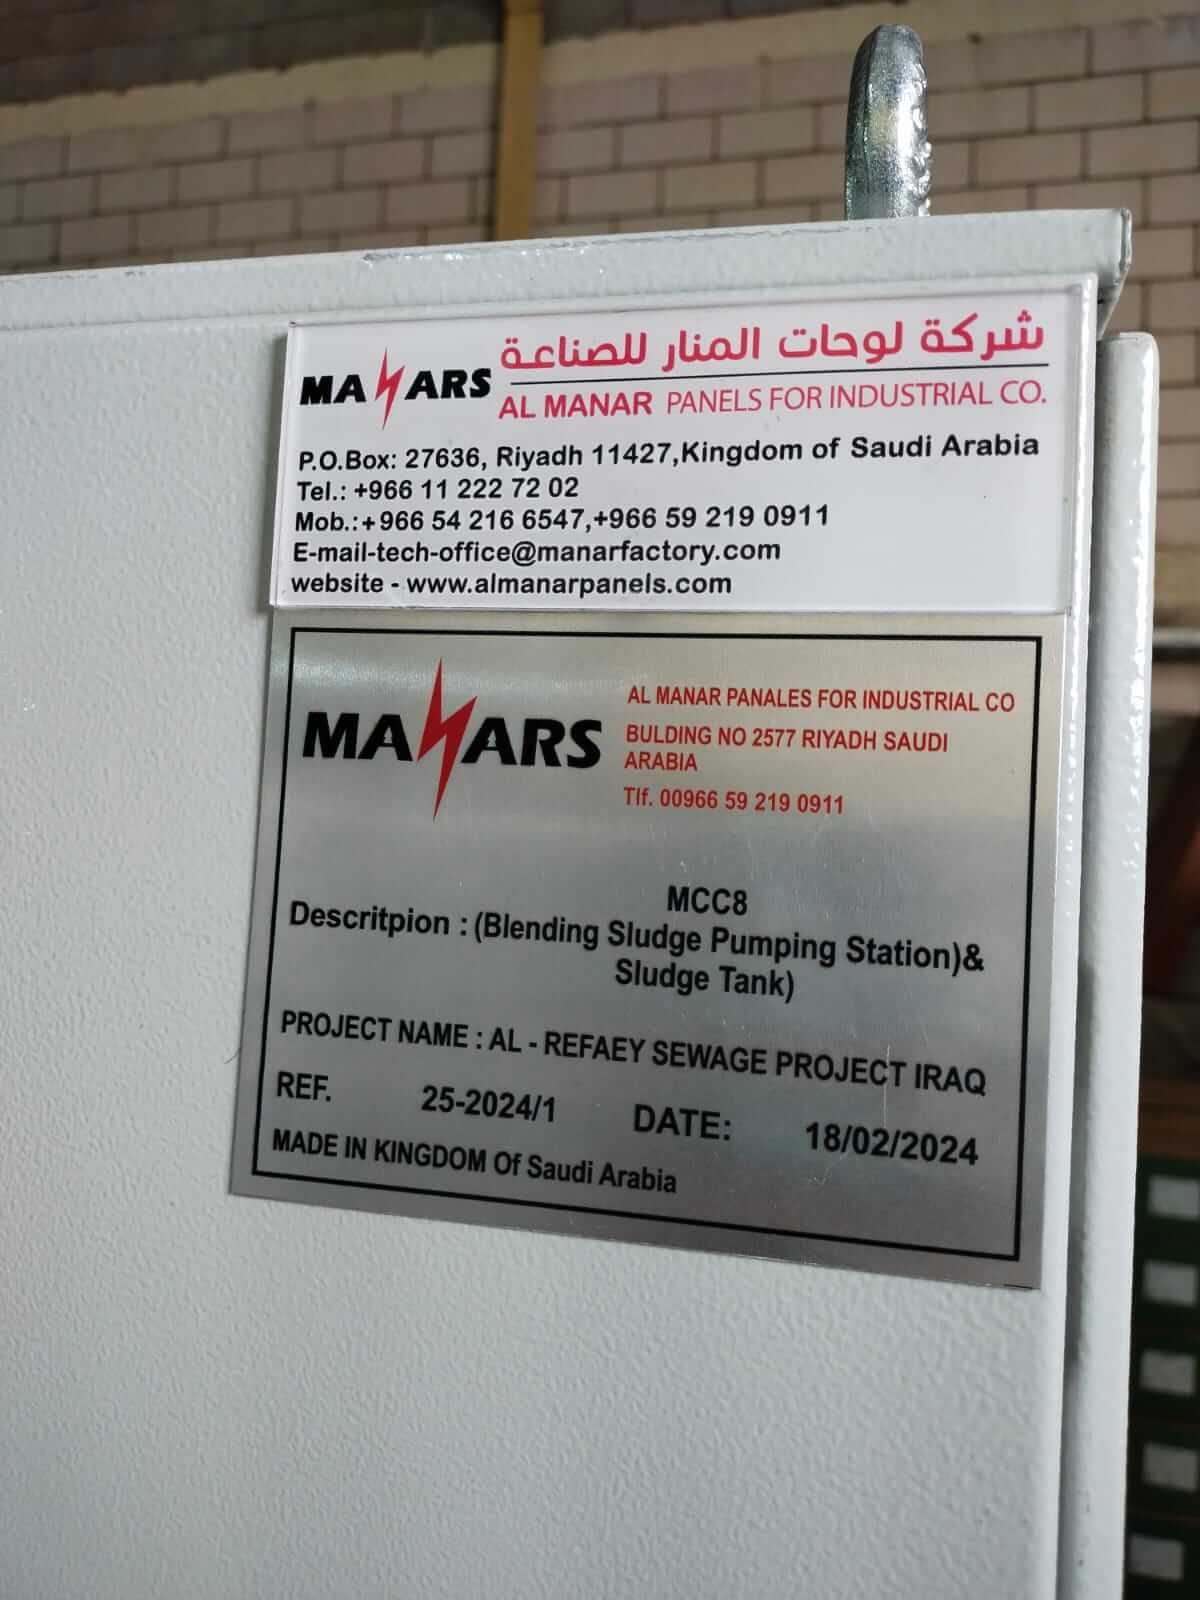 MANARS
شركة لوحات المنار للصناعة
AL MANAR PANELS FOR INDUSTRIAL CO.
P.O.Box: 27636, Riyadh 11427,Kingdom of Saudi Arabia
Tel.: +966 11 222 72 02
Mob.:+966 54 216 6547,+966 59 219 0911
E-mail-tech-office@manarfactory.com
website - www.almanarpanels.com
MANARS
AL MANAR PANALES FOR INDUSTRIAL CO
BULDING NO 2577 RIYADH SAUDI
ARABIA
Tlf. 00966 59 219 0911
MCC8
Descritpion : (Blending Sludge Pumping Station)&
Sludge Tank)
PROJECT NAME : AL - REFAEY SEWAGE PROJECT IRAQ
REF. 25-2024/1 DATE: 18/02/2024
MADE IN KINGDOM Of Saudi Arabia